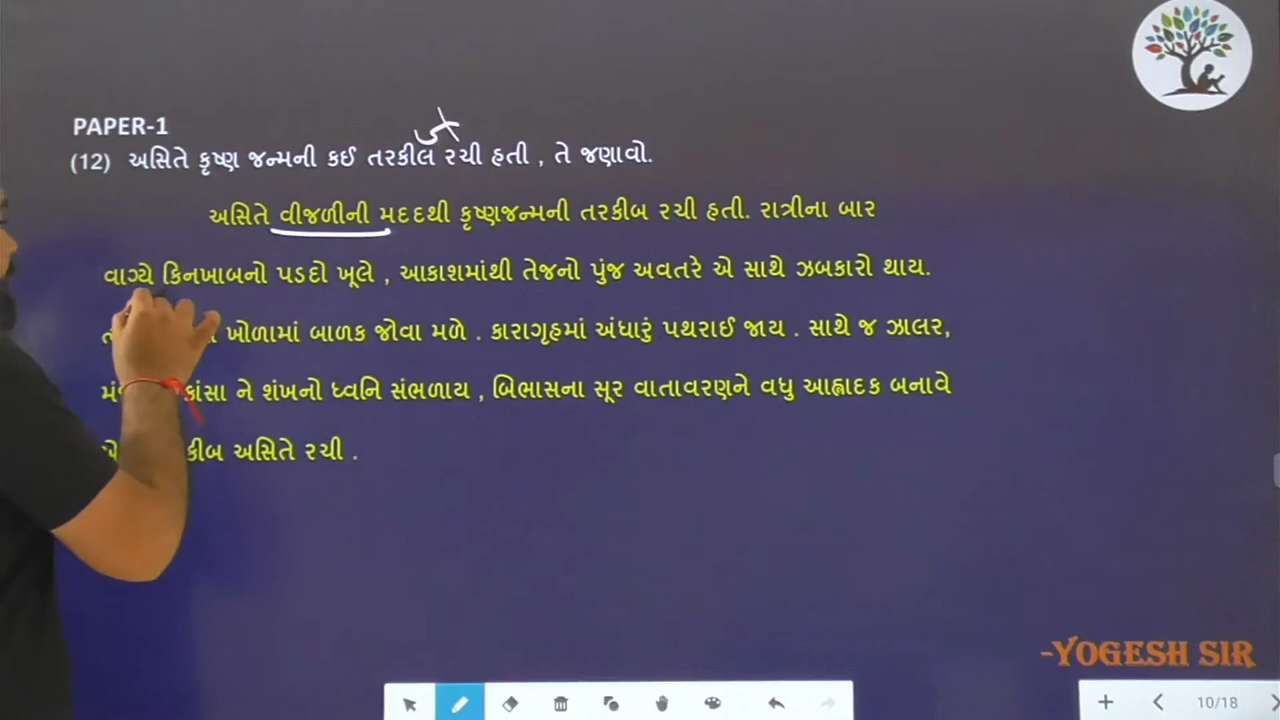 PAPER-1
(12) અસિતે કૃષ્ણ જન્મની કઈ તરકીલ રચી હતી , તે જણાવો.
અસિતે વીજળીની મદદથી કૃષ્ણજન્મની તરકીબ રચી હતી. રાત્રીના બાર
વાગ્યે કિનખાબનો પડદો ખૂલે , આકાશમાંથી તેજનો પુંજ અવતરે એ સાથે ઝબકારો થાય.
ખોળામાં બાળક જોવા મળે . કારાગૃહમાં અંધારું પથરાઈ જાય . સાથે જ ઝાલર,
કાંસા ને શંખનો ધ્વનિ સંભળાય , બિભાસના સૂર વાતાવરણને વધુ આહ્લાદક બનાવે
અસિતે રચી .
-YOGESH SIR
10/18